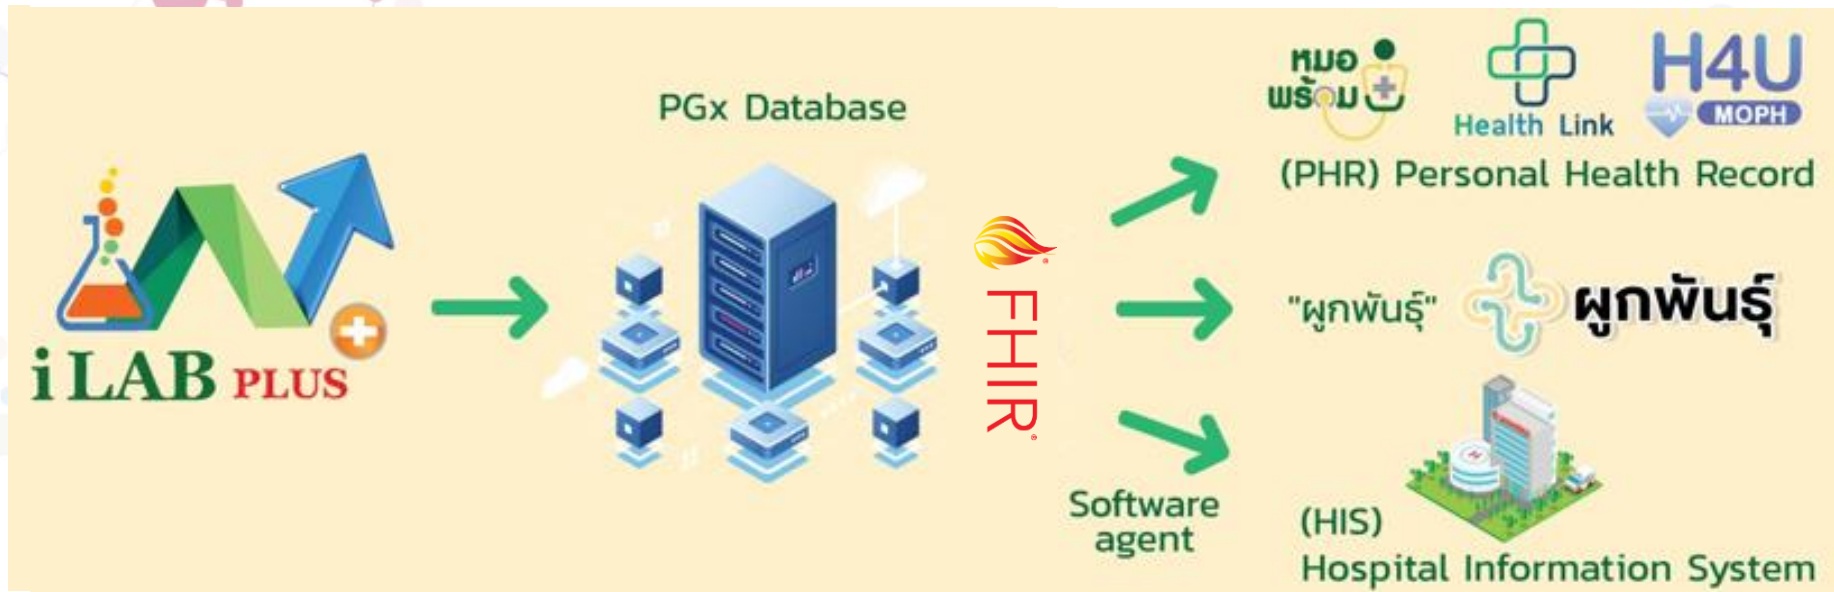 iLAB PLUS
PGx Database
FHIR®
Software
agent
หมอ
พร้อม
Health Link
H4U
MOPH
(PHR) Personal Health Record
"ผูกพันธุ์"
ผูกพันธุ์
H
(HIS)
Hospital Information System